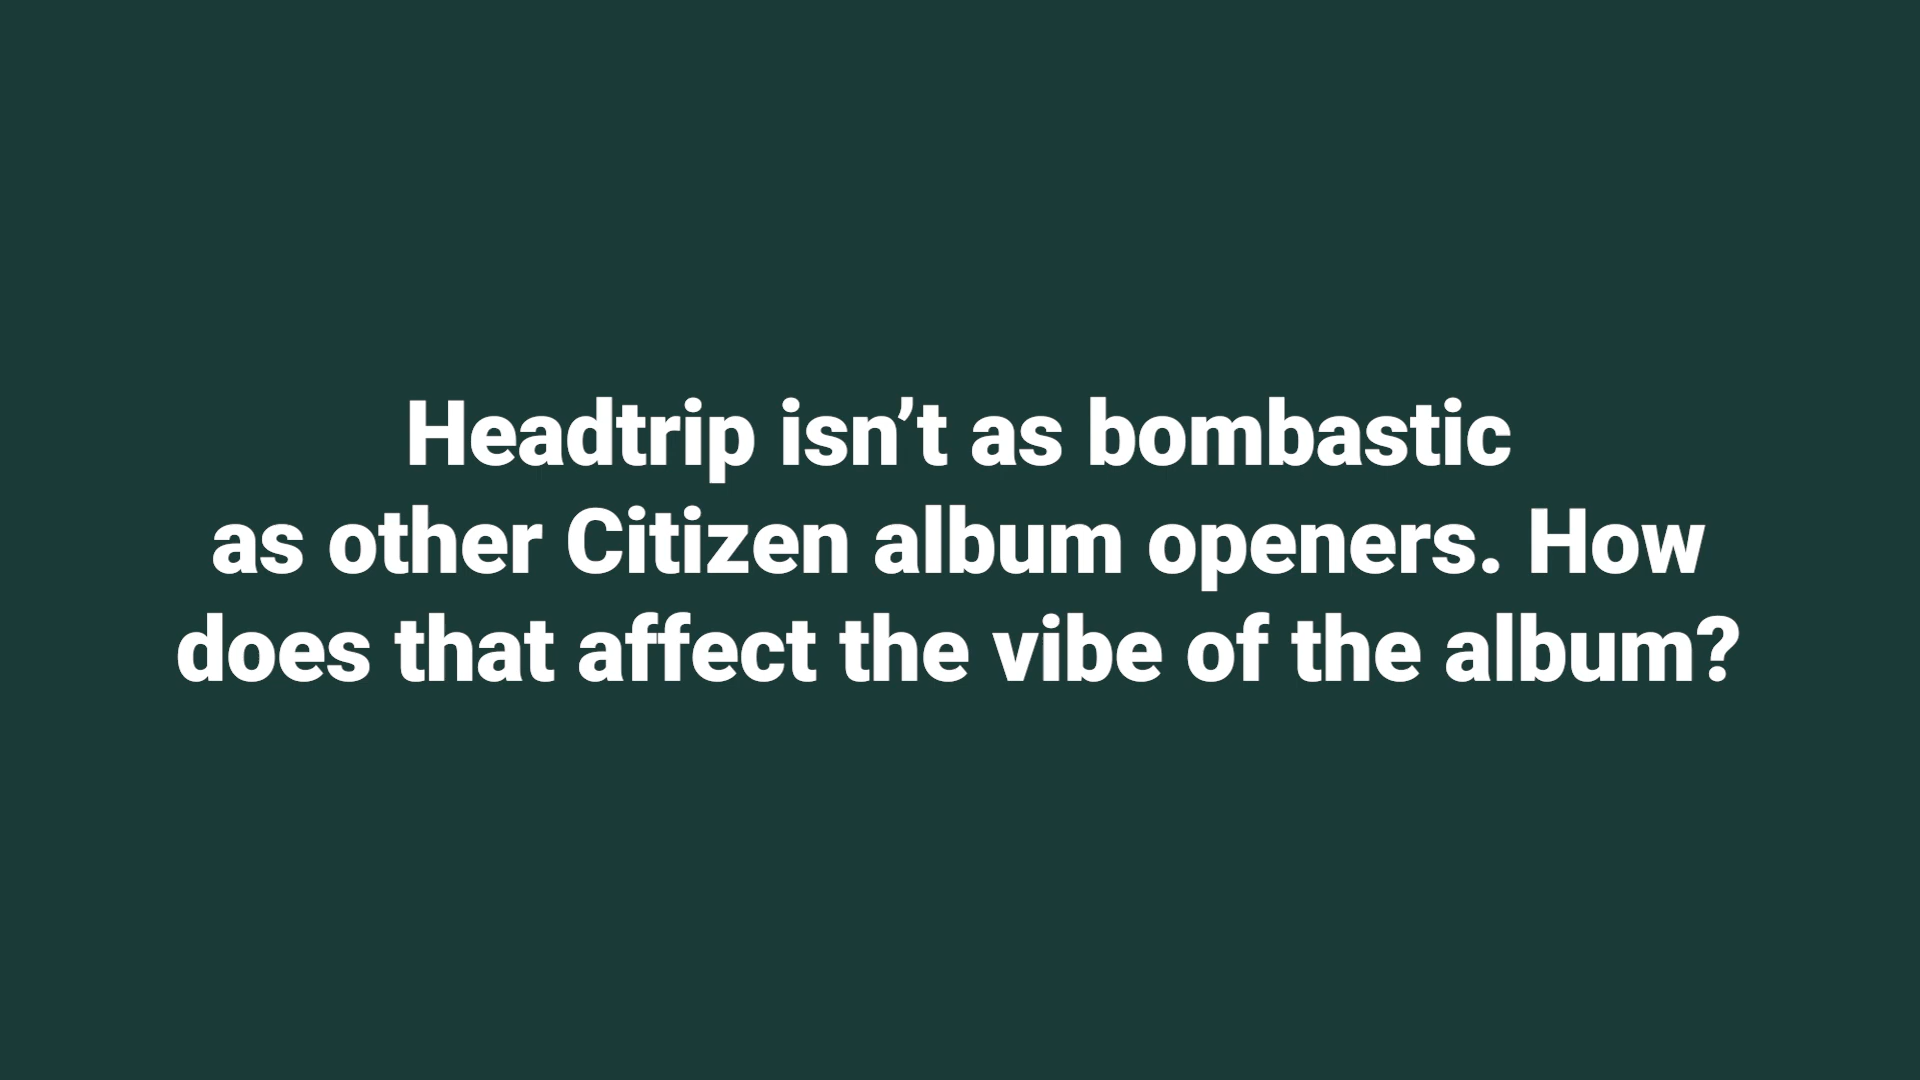 Headtrip isn’t as bombastic
as other Citizen album openers. How
does that affect the vibe of the album?